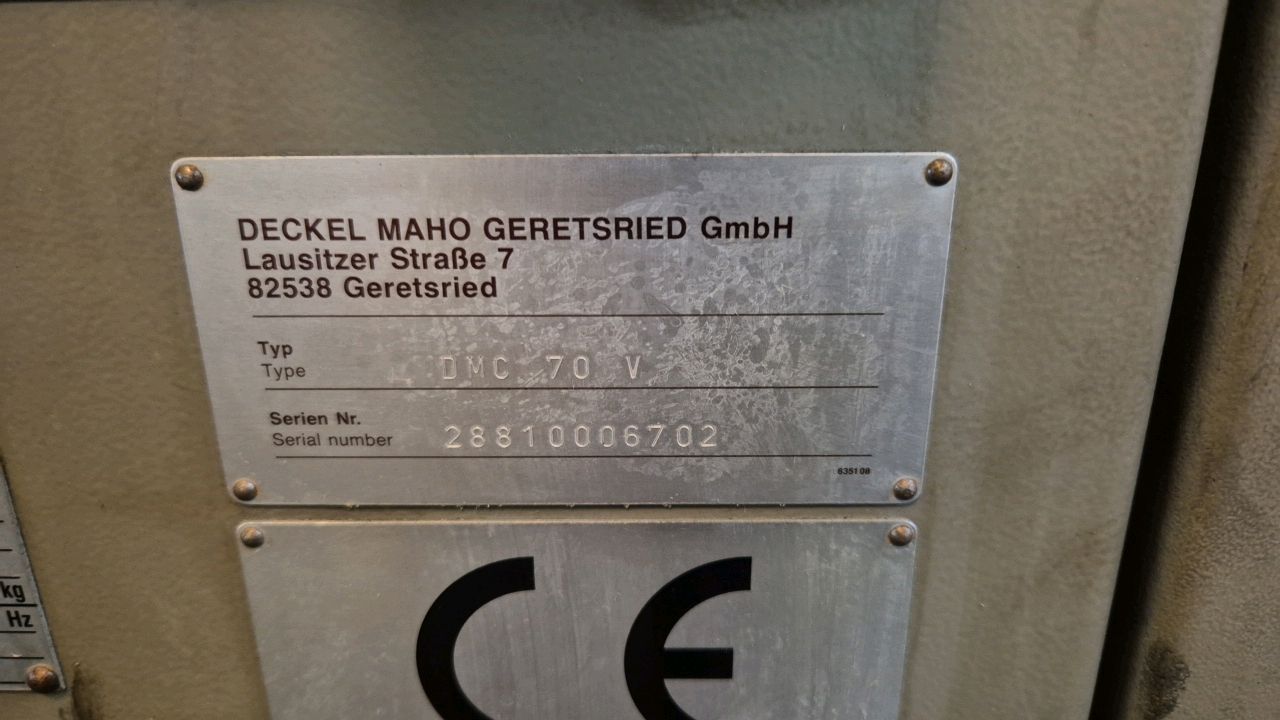 DECKEL MAHO GERETSRIED GmbH
Lausitzer Straße 7
82538 Geretsried
Typ
Type
DMC 70 V
Serien Nr.
Serial number
28810006702
635108
kg
Hz
CE